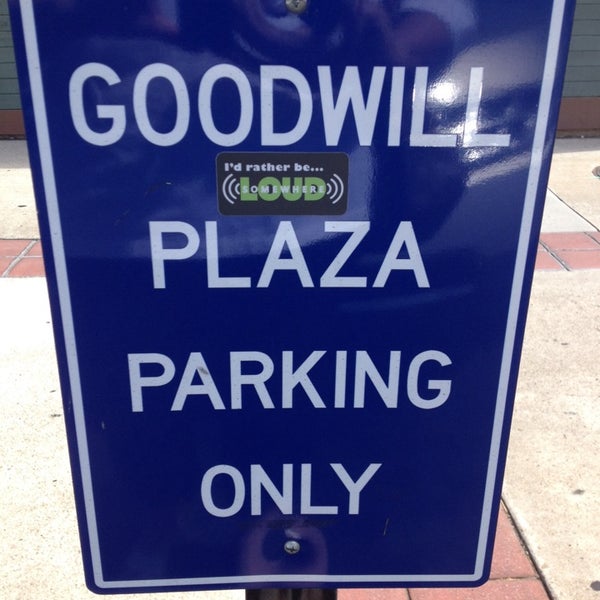 GOODWILL
I'd rather be...
LOUD
SOMEWHERE
PLAZA
PARKING
ONLY